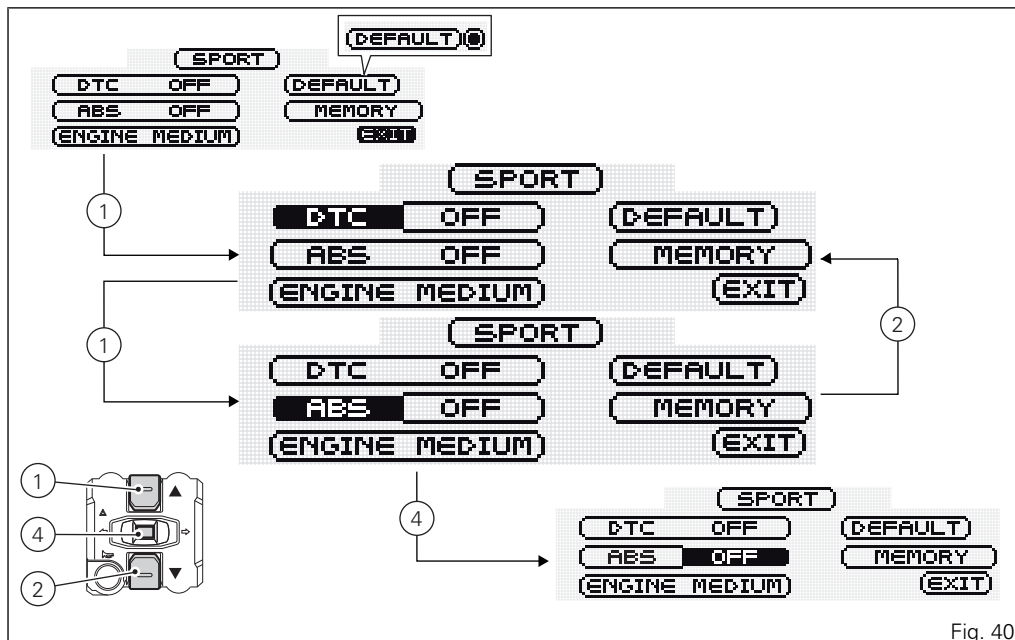 (DEFAULT)
SPORT
DTC OFF
DEFAULT
ABS OFF
MEMORY
ENGINE MEDIUM
EXIT
1
SPORT
DTC OFF
DEFAULT
ABS OFF
MEMORY
ENGINE MEDIUM
EXIT
1
2
SPORT
DTC OFF
DEFAULT
ABS OFF
MEMORY
ENGINE MEDIUM
EXIT
1
4
2
4
SPORT
DTC OFF
DEFAULT
ABS OFF
MEMORY
ENGINE MEDIUM
EXIT
Fig. 40